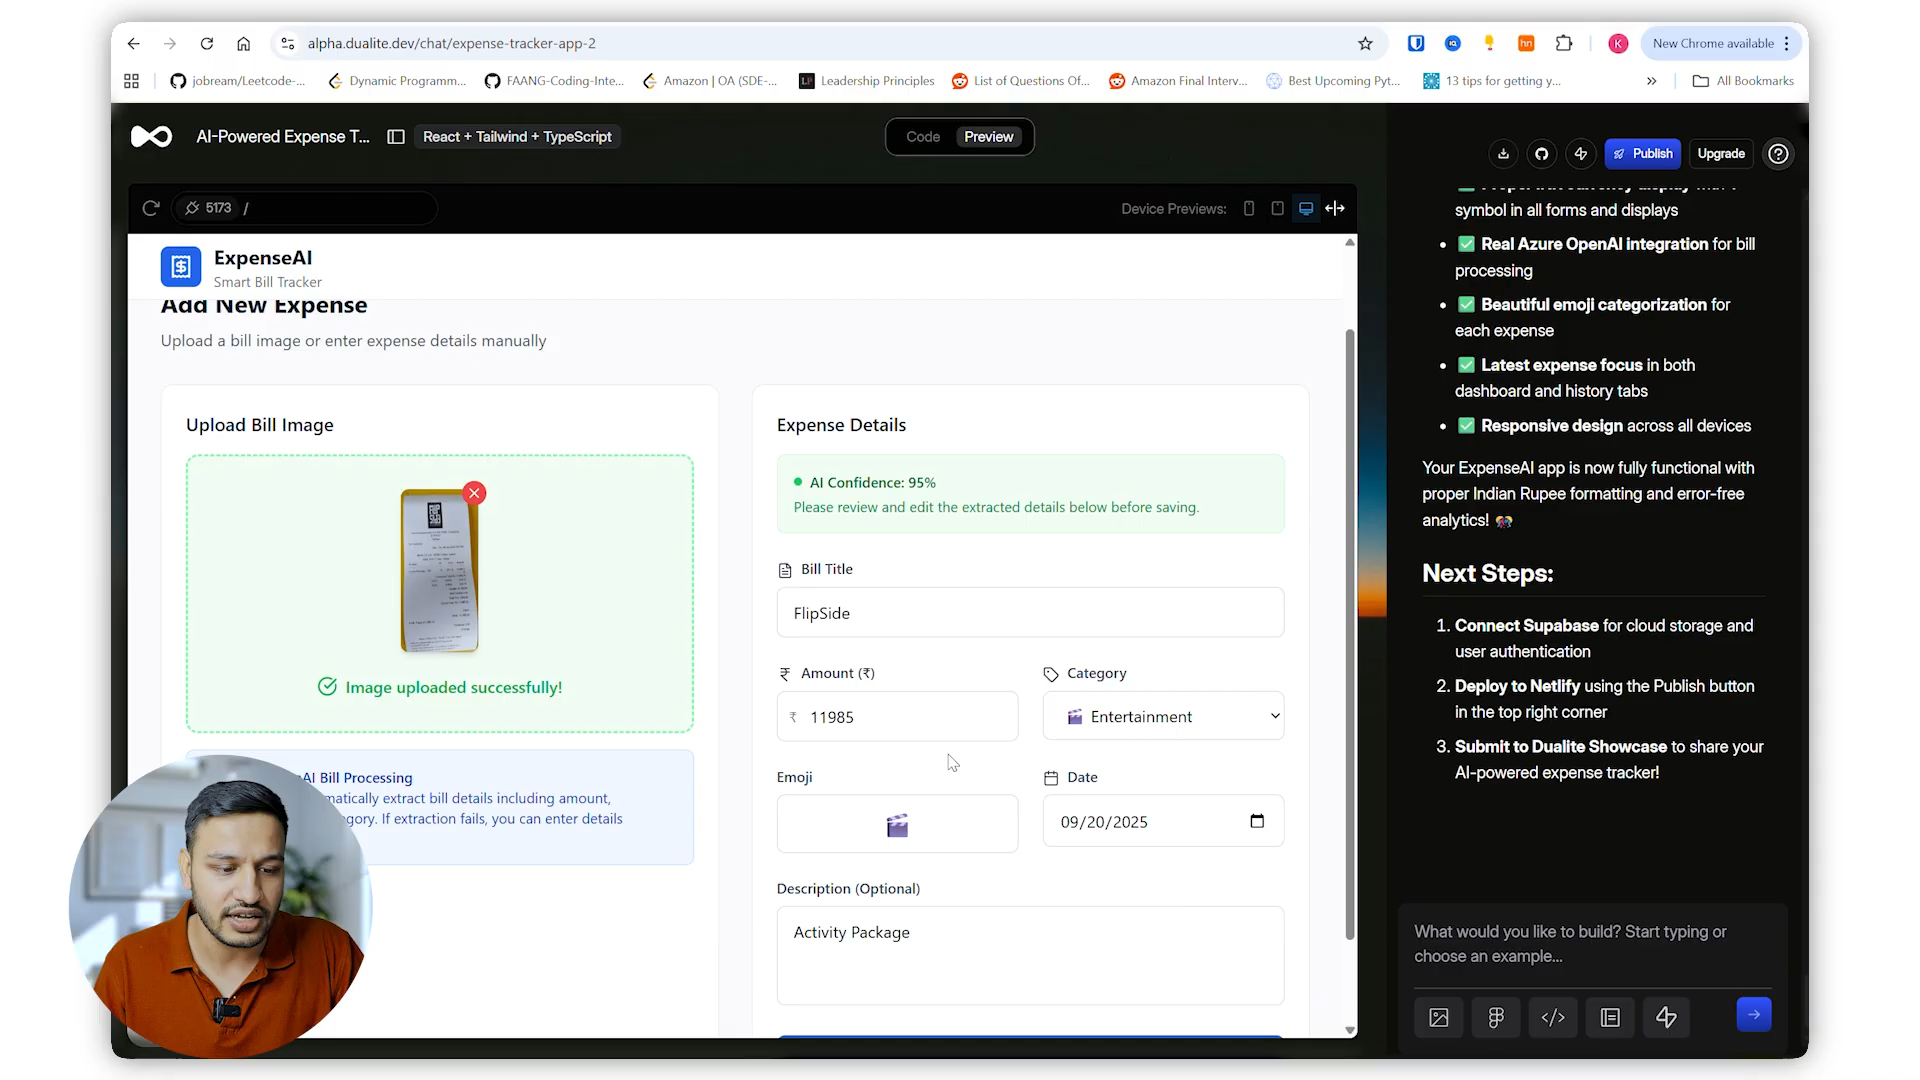 alpha.dualite.dev/chat/expense-tracker-app-2
New Chrome available
jobream/Leetcode-...
Dynamic Programm...
FAANG-Coding-Inte...
Amazon | OA (SDE-...
Leadership Principles
List of Questions Of...
Amazon Final Interv...
Best Upcoming Pyt...
13 tips for getting y...
All Bookmarks
AI-Powered Expense T...
React + Tailwind + TypeScript
Code
Preview
Publish
Upgrade
5173 /
Device Previews:
ExpenseAI
Smart Bill Tracker
Add New Expense
Upload a bill image or enter expense details manually
Upload Bill Image
Image uploaded successfully!
AI Bill Processing
bill details including amount,
If extraction fails, you can enter details
Expense Details
AI Confidence: 95%
Please review and edit the extracted details below before saving.
Bill Title
FlipSide
Amount (₹)
₹ 11985
Category
Entertainment
Emoji
Date
09/20/2025
Description (Optional)
Activity Package
symbol in all forms and displays
Real Azure OpenAI integration for bill
processing
Beautiful emoji categorization for
each expense
Latest expense focus in both
dashboard and history tabs
Responsive design across all devices
Your ExpenseAI app is now fully functional with
proper Indian Rupee formatting and error-free
analytics!
Next Steps:
1. Connect Supabase for cloud storage and
user authentication
2. Deploy to Netlify using the Publish button
in the top right corner
3. Submit to Dualite Showcase to share your
AI-powered expense tracker!
What would you like to build? Start typing or
choose an example...